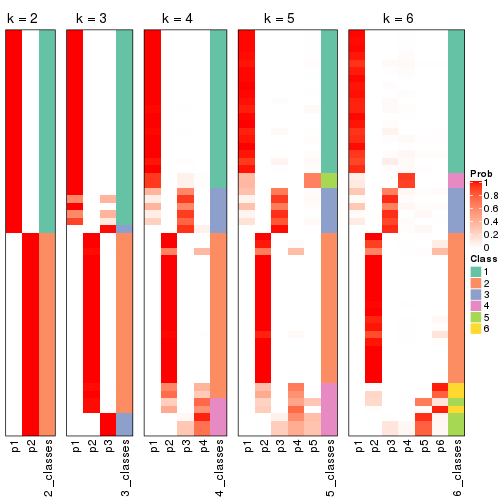 k = 2
k = 3
k = 4
k = 5
k = 6
Prob
1
0.8
0.6
0.4
0.2
0
Class
1
2
3
4
5
6
p1
p2
2_classes
p1
p2
p3
3_classes
p1
p2
p3
p4
4_classes
p1
p2
p3
p4
p5
5_classes
p1
p2
p3
p4
p5
p6
6_classes